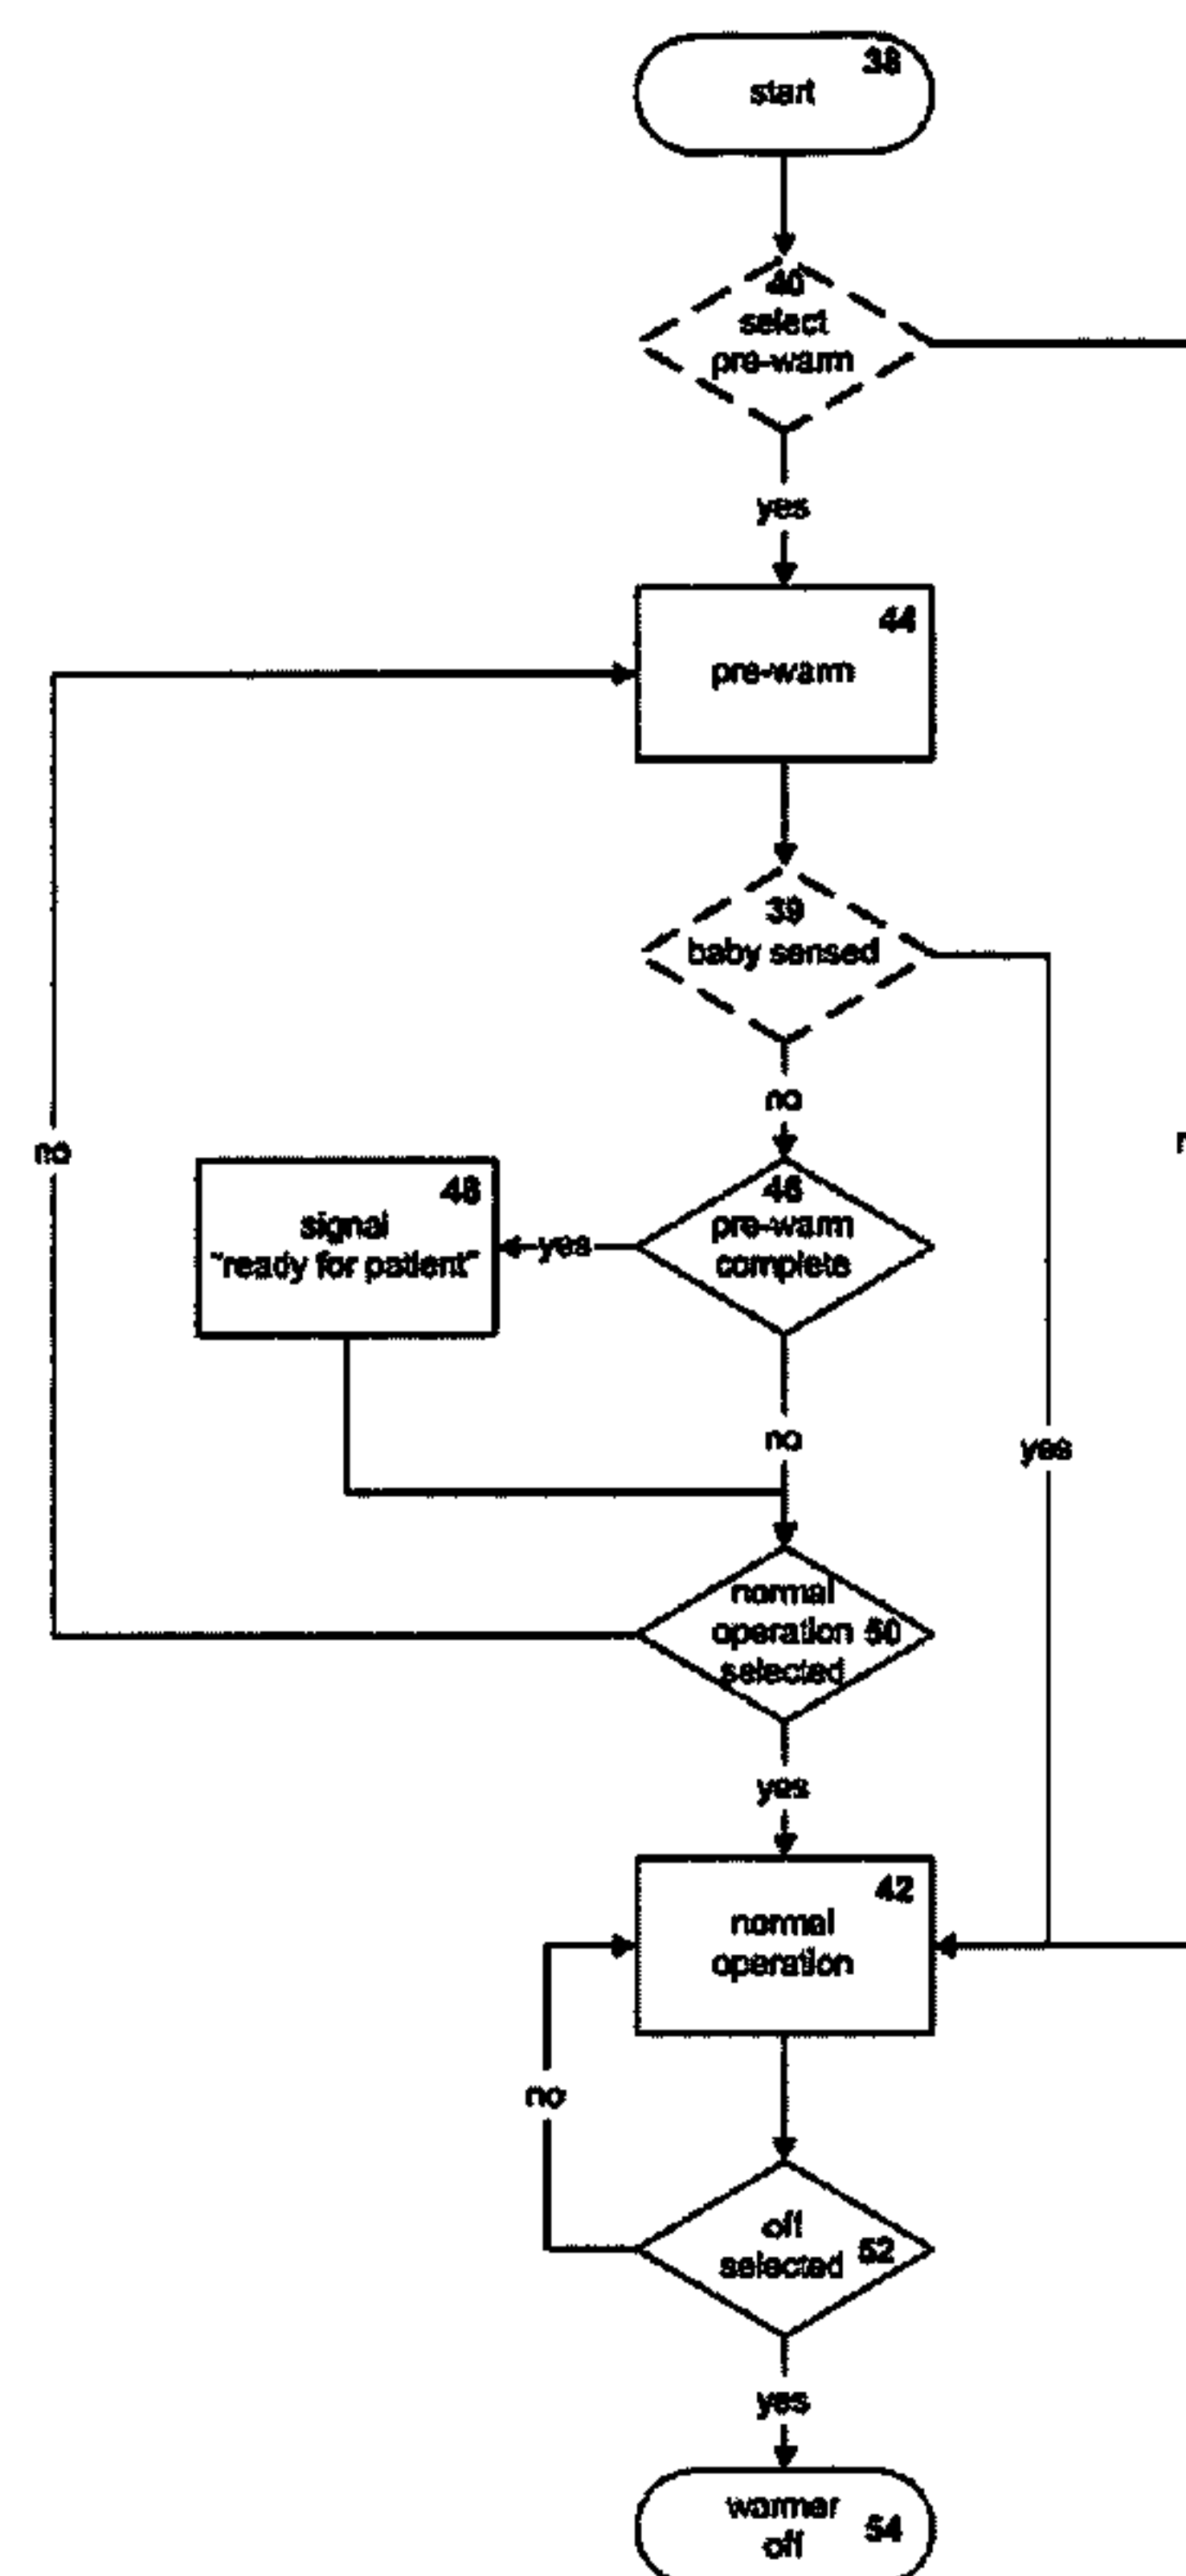 38
start
40
select
pre-warm
yes
44
pre-warm
39
baby sensed
no
no
48
signal
"ready for patient"
yes
46
pre-warm
complete
no
yes
normal
operation 50
selected
yes
42
normal
operation
no
off
selected 52
yes
warmer
off 54